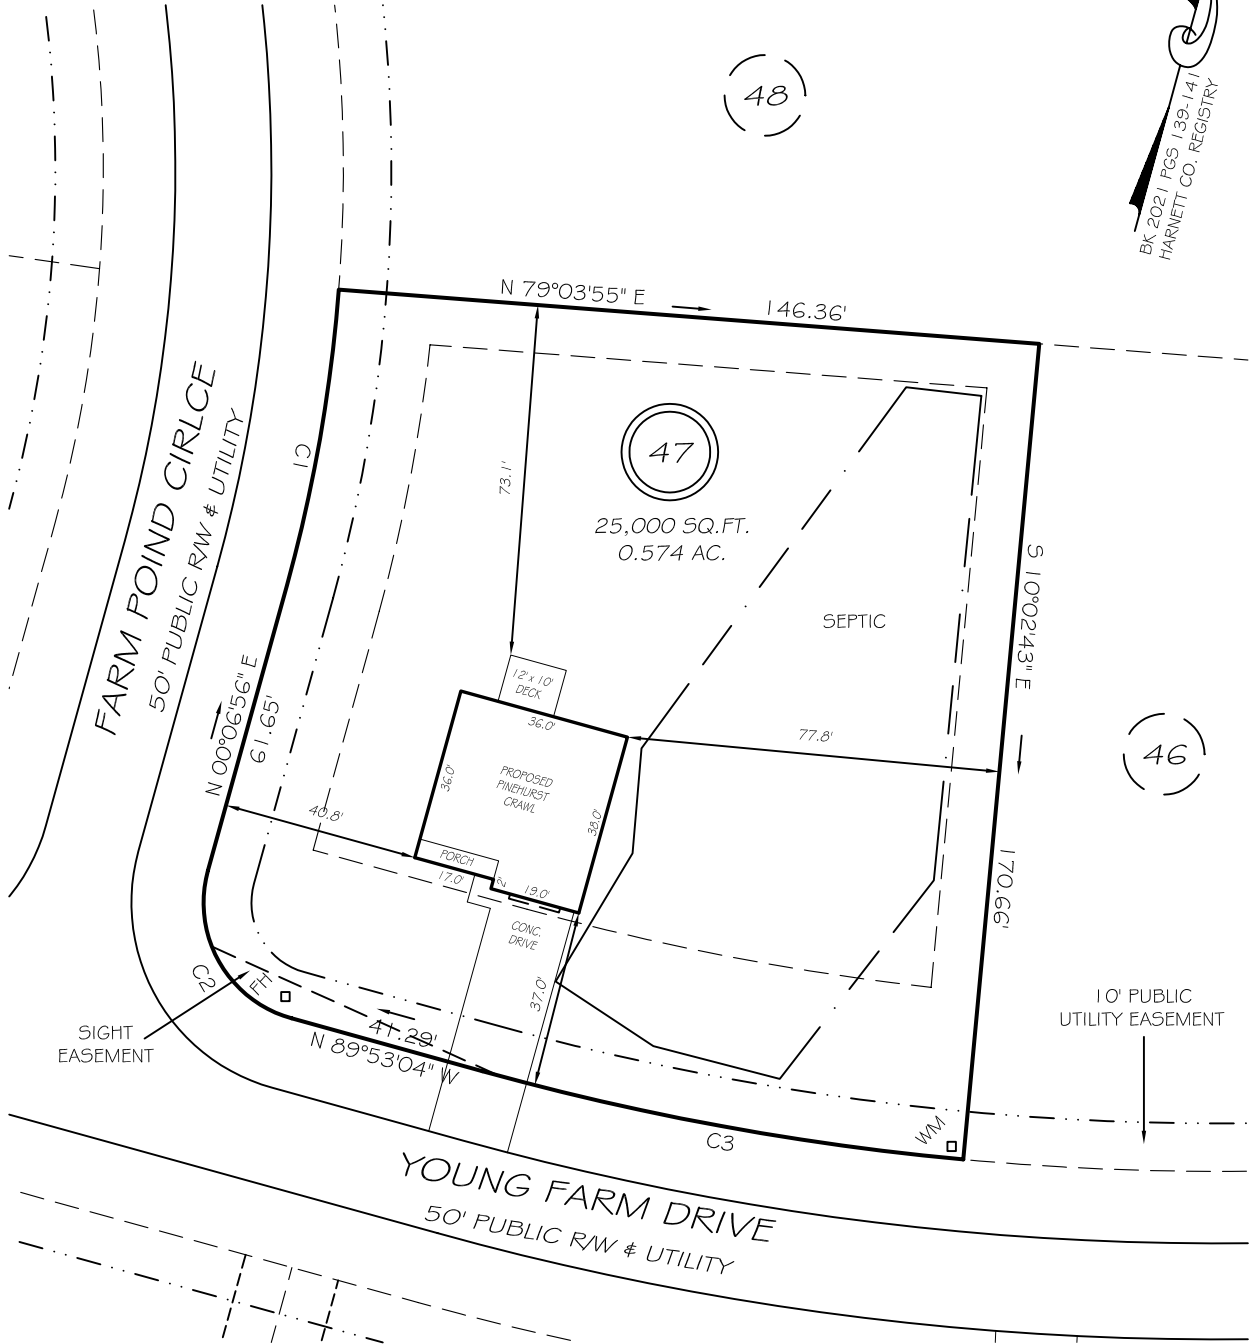 48
BK 2021 PGS 139-141
HARNETT CO. REGISTRY
N 79°03'55" E
146.36'
FARM POIND CIRLCE
50' PUBLIC R/W & UTILITY
C1
73.1'
47
25,000 SQ.FT.
0.574 AC.
SEPTIC
S 10°02'43" E
170.66'
N 00°06'56" E
61.65'
12' x 10'
DECK
36.0'
77.8'
46
36.0'
PROPOSED
PINEHURST
CRAWL
38.0'
40.8'
PORCH
17.0'
2'
19.0'
CONC.
DRIVE
37.0'
C2
FH
SIGHT
EASEMENT
41.29'
N 89°53'04" W
10' PUBLIC
UTILITY EASEMENT
WM
C3
YOUNG FARM DRIVE
50' PUBLIC R/W & UTILITY